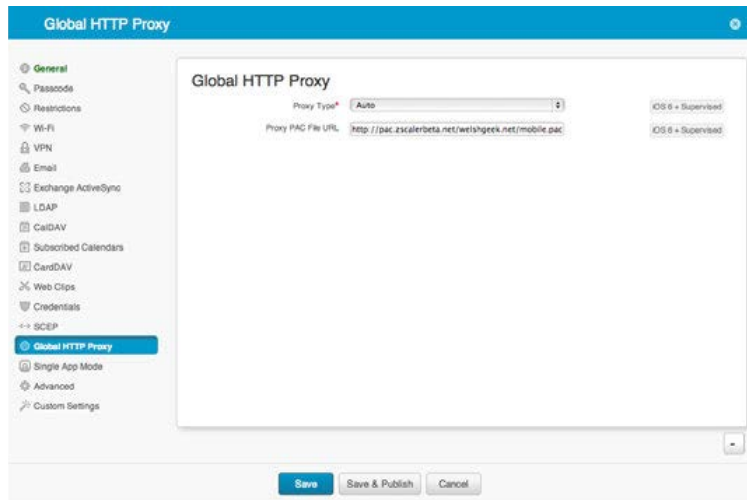 Global HTTP Proxy
General
Passcode
Restrictions
Wi-Fi
VPN
Email
Exchange ActiveSync
LDAP
CalDAV
Subscribed Calendars
CardDAV
Web Clips
Credentials
SCEP
Global HTTP Proxy
Single App Mode
Advanced
Custom Settings
Global HTTP Proxy
Proxy Type* Auto iOS 6 + Supervised
Proxy PAC File URL http://pac.zscalerbeta.net/welshgeek.net/mobile.pac iOS 6 + Supervised
-
Save Save & Publish Cancel